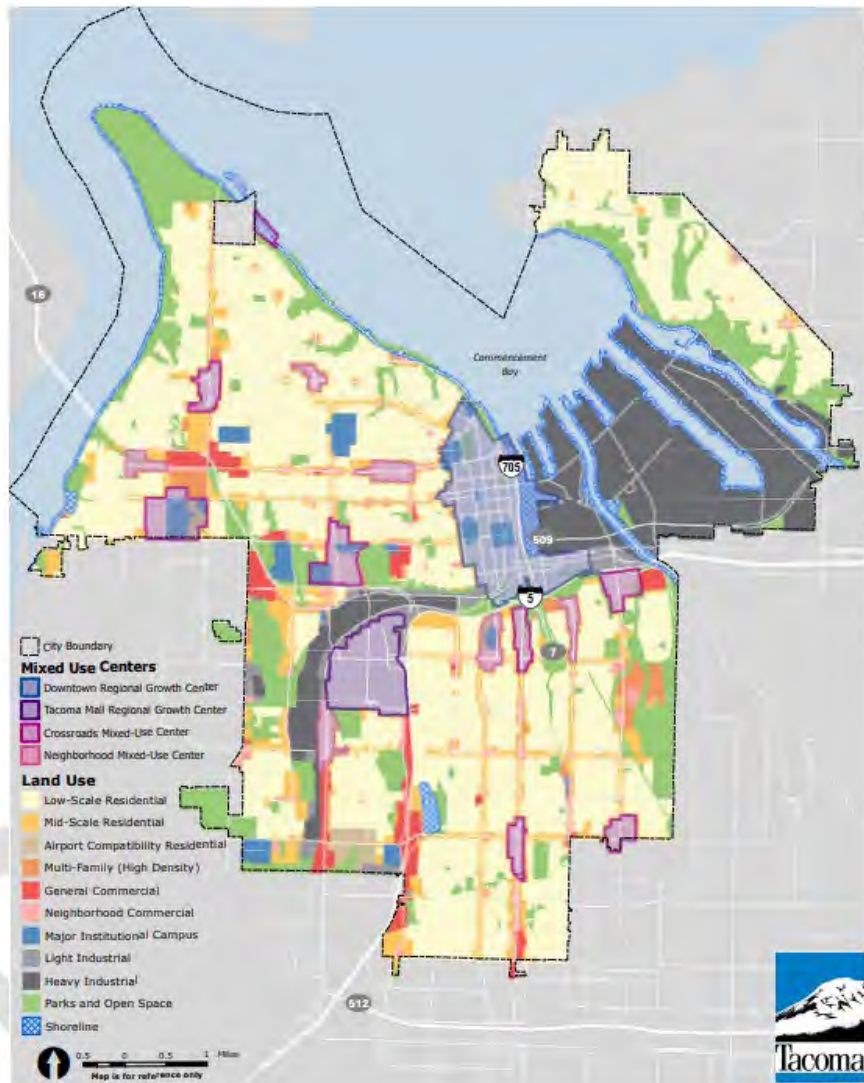 16
Commencement
Bay
705
509
5
7
City Boundary
Mixed Use Centers
Downtown Regional Growth Center
Tacoma Mall Regional Growth Center
Crossroads Mixed-Use Center
Neighborhood Mixed-Use Center
Land Use
Low-Scale Residential
Mid-Scale Residential
Airport Compatibility Residential
Multi-Family (High Density)
General Commercial
Neighborhood Commercial
Major Institutional Campus
Light Industrial
Heavy Industrial
Parks and Open Space
Shoreline
512
0.5 0 0.5 1 Miles
Map is for reference only
Tacoma